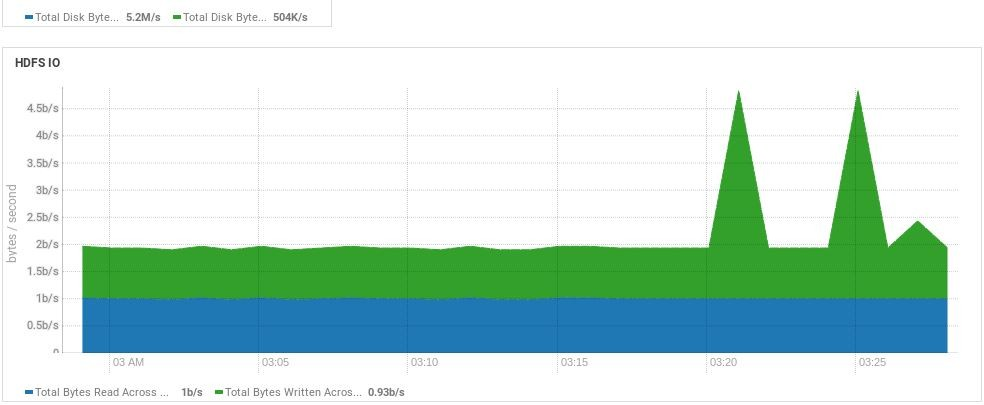 Total Disk Byte... 5.2M/s Total Disk Byte... 504K/s
HDFS IO
bytes / second
4.5b/s
4b/s
3.5b/s
3b/s
2.5b/s
2b/s
1.5b/s
1b/s
0.5b/s
0
03 AM 03:05 03:10 03:15 03:20 03:25
Total Bytes Read Across ... 1b/s Total Bytes Written Acros... 0.93b/s